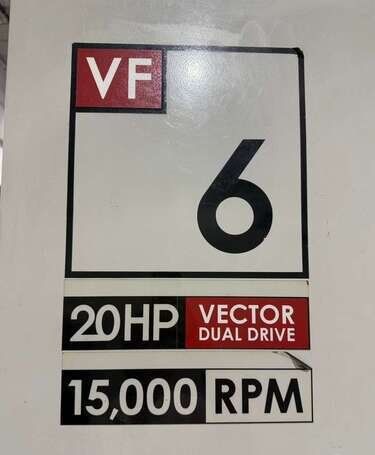 VF
6
20HP VECTOR
DUAL DRIVE
15,000 RPM